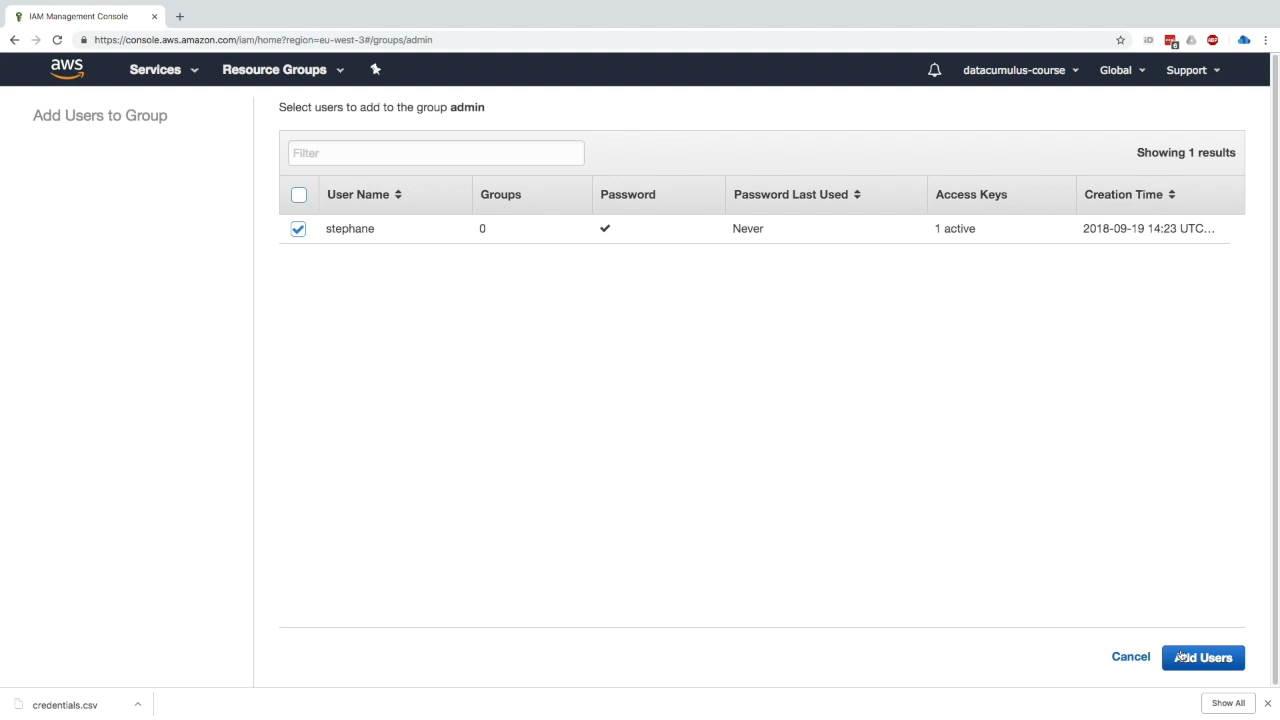 IAM Management Console
https://console.aws.amazon.com/iam/home?region=eu-west-3#/groups/admin
iD
6
ABP
aws Services Resource Groups datacumulus-course Global Support
Add Users to Group
Select users to add to the group admin
Filter Showing 1 results
User Name Groups Password Password Last Used Access Keys Creation Time
stephane 0 Never 1 active 2018-09-19 14:23 UTC...
Cancel Add Users
credentials.csv Show All